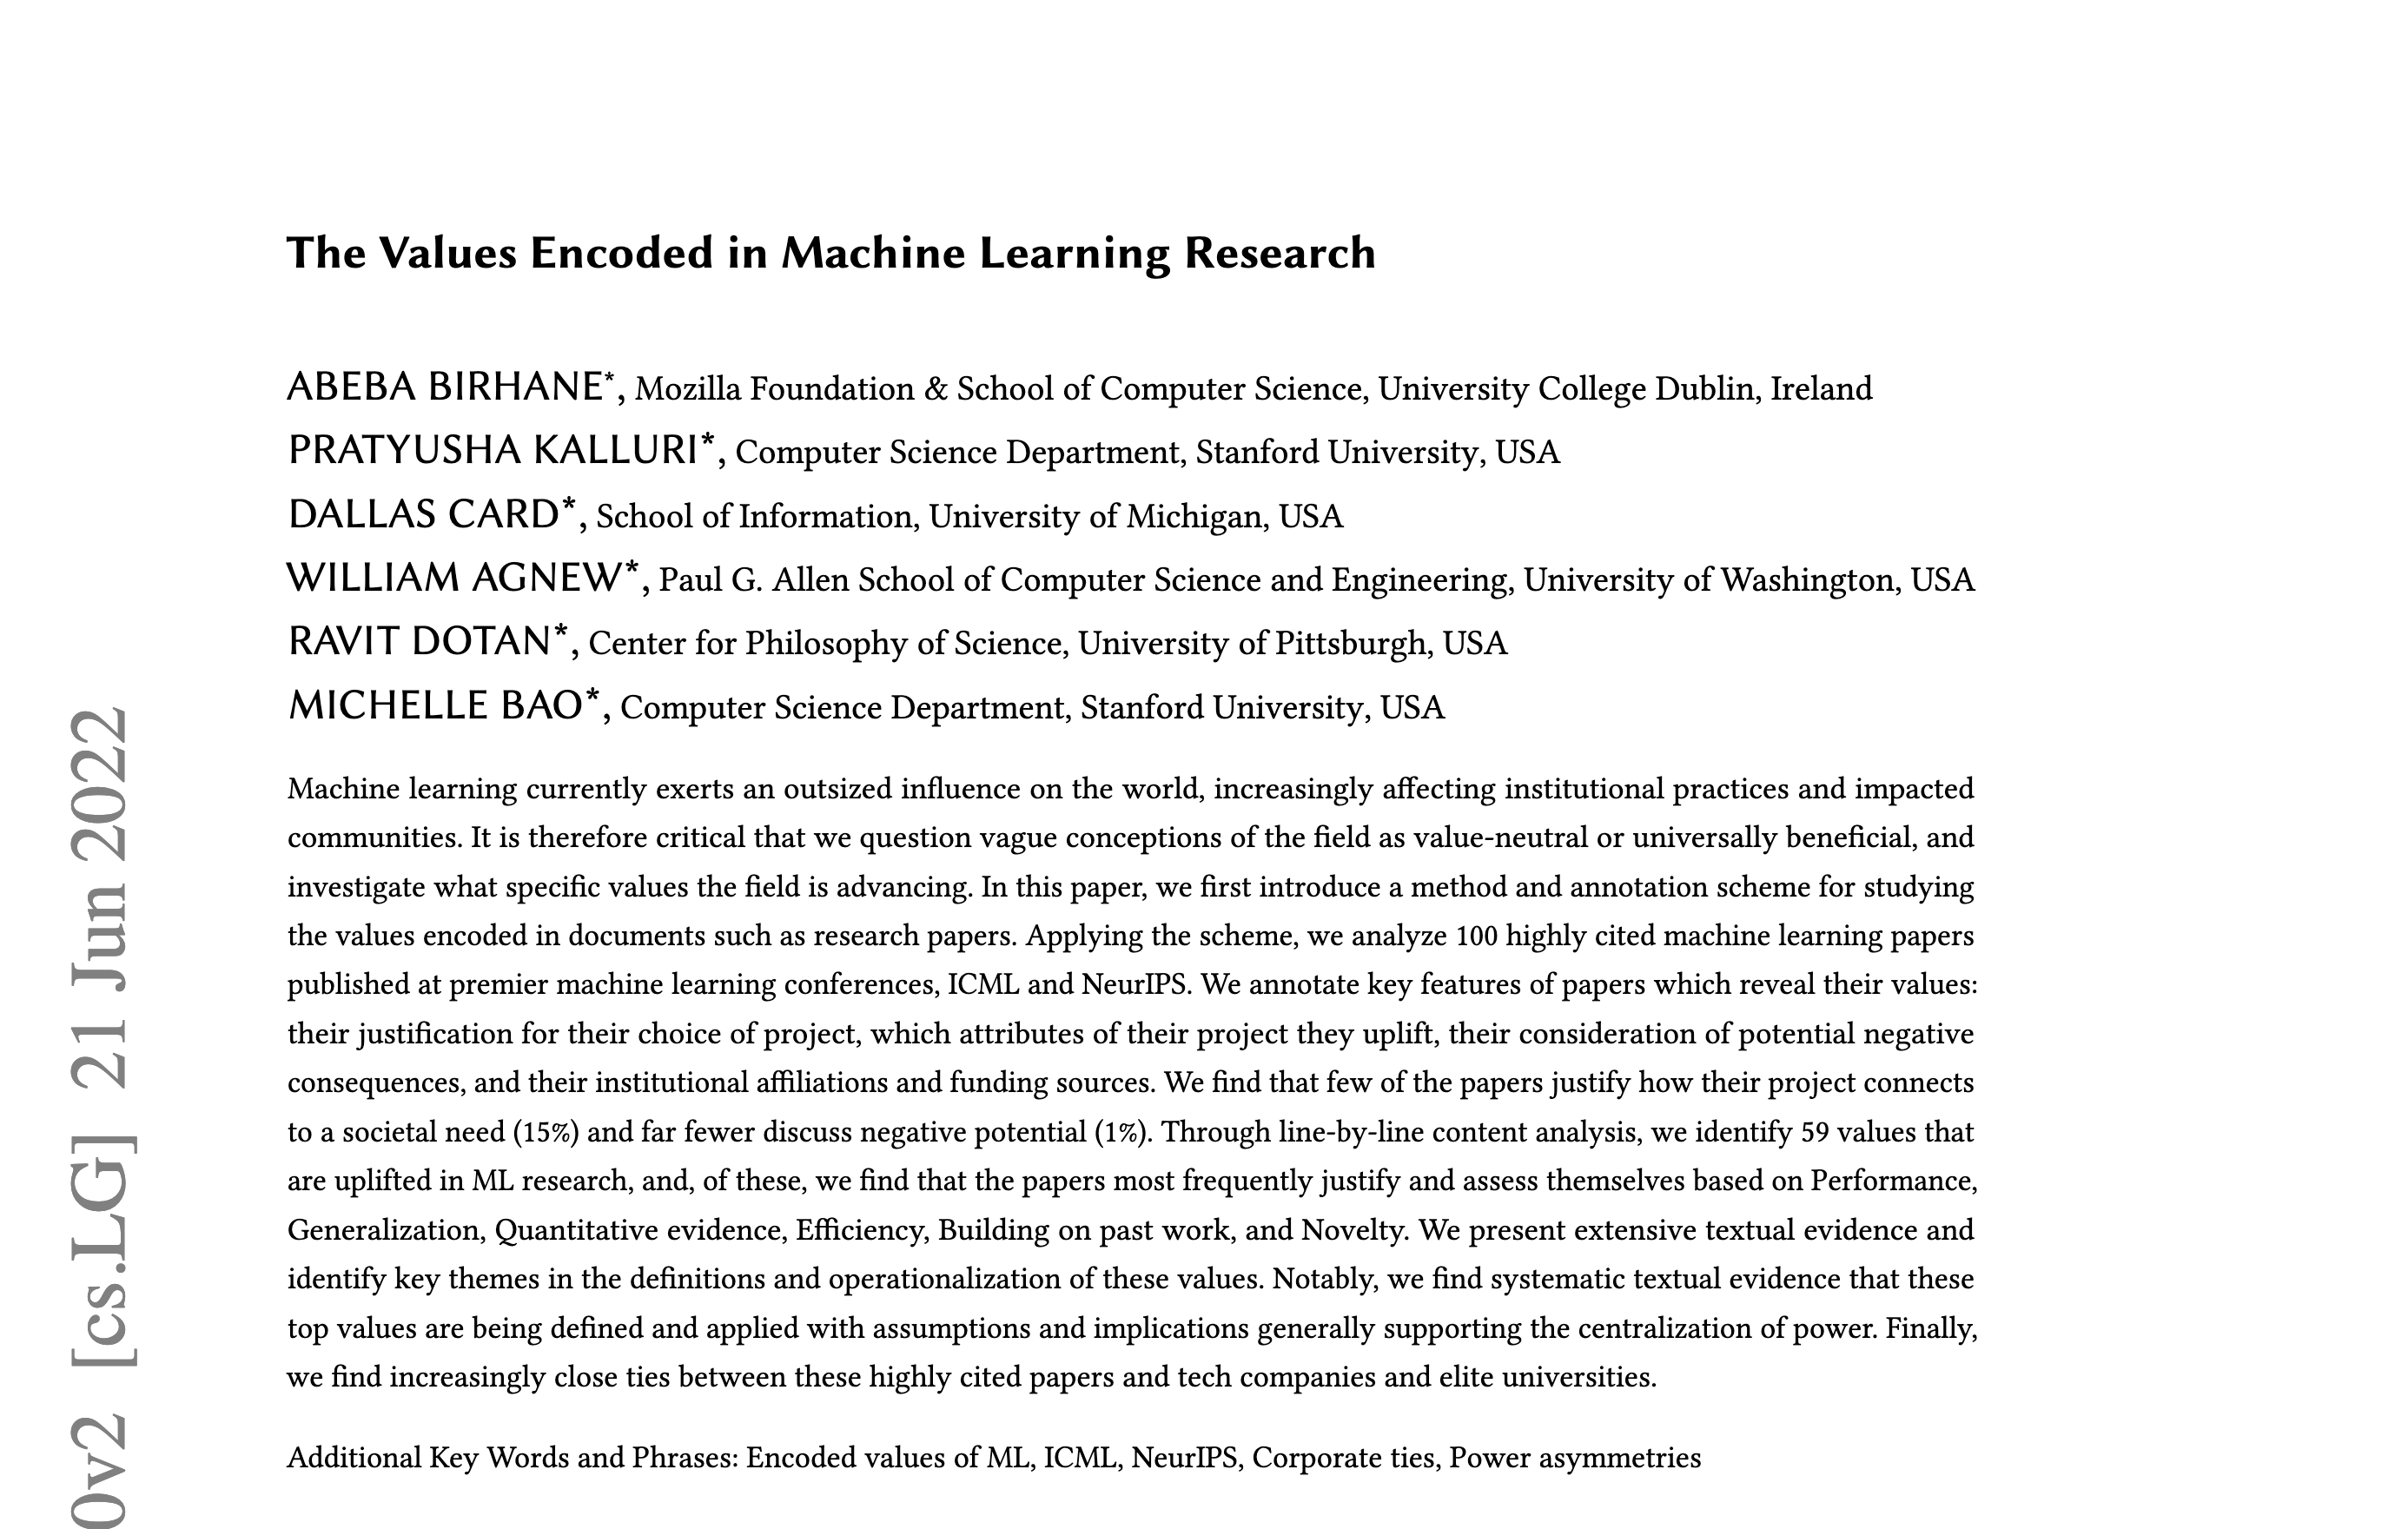 The Values Encoded in Machine Learning Research
ABEBA BIRHANE*, Mozilla Foundation & School of Computer Science, University College Dublin, Ireland
PRATYUSHA KALLURI*, Computer Science Department, Stanford University, USA
DALLAS CARD*, School of Information, University of Michigan, USA
WILLIAM AGNEW*, Paul G. Allen School of Computer Science and Engineering, University of Washington, USA
RAVIT DOTAN*, Center for Philosophy of Science, University of Pittsburgh, USA
MICHELLE BAO*, Computer Science Department, Stanford University, USA
Machine learning currently exerts an outsized influence on the world, increasingly affecting institutional practices and impacted
communities. It is therefore critical that we question vague conceptions of the field as value-neutral or universally beneficial, and
investigate what specific values the field is advancing. In this paper, we first introduce a method and annotation scheme for studying
the values encoded in documents such as research papers. Applying the scheme, we analyze 100 highly cited machine learning papers
published at premier machine learning conferences, ICML and NeurIPS. We annotate key features of papers which reveal their values:
their justification for their choice of project, which attributes of their project they uplift, their consideration of potential negative
consequences, and their institutional affiliations and funding sources. We find that few of the papers justify how their project connects
to a societal need (15%) and far fewer discuss negative potential (1%). Through line-by-line content analysis, we identify 59 values that
are uplifted in ML research, and, of these, we find that the papers most frequently justify and assess themselves based on Performance,
Generalization, Quantitative evidence, Efficiency, Building on past work, and Novelty. We present extensive textual evidence and
identify key themes in the definitions and operationalization of these values. Notably, we find systematic textual evidence that these
top values are being defined and applied with assumptions and implications generally supporting the centralization of power. Finally,
we find increasingly close ties between these highly cited papers and tech companies and elite universities.
Additional Key Words and Phrases: Encoded values of ML, ICML, NeurIPS, Corporate ties, Power asymmetries
0v2 [cs.LG] 21 Jun 2022